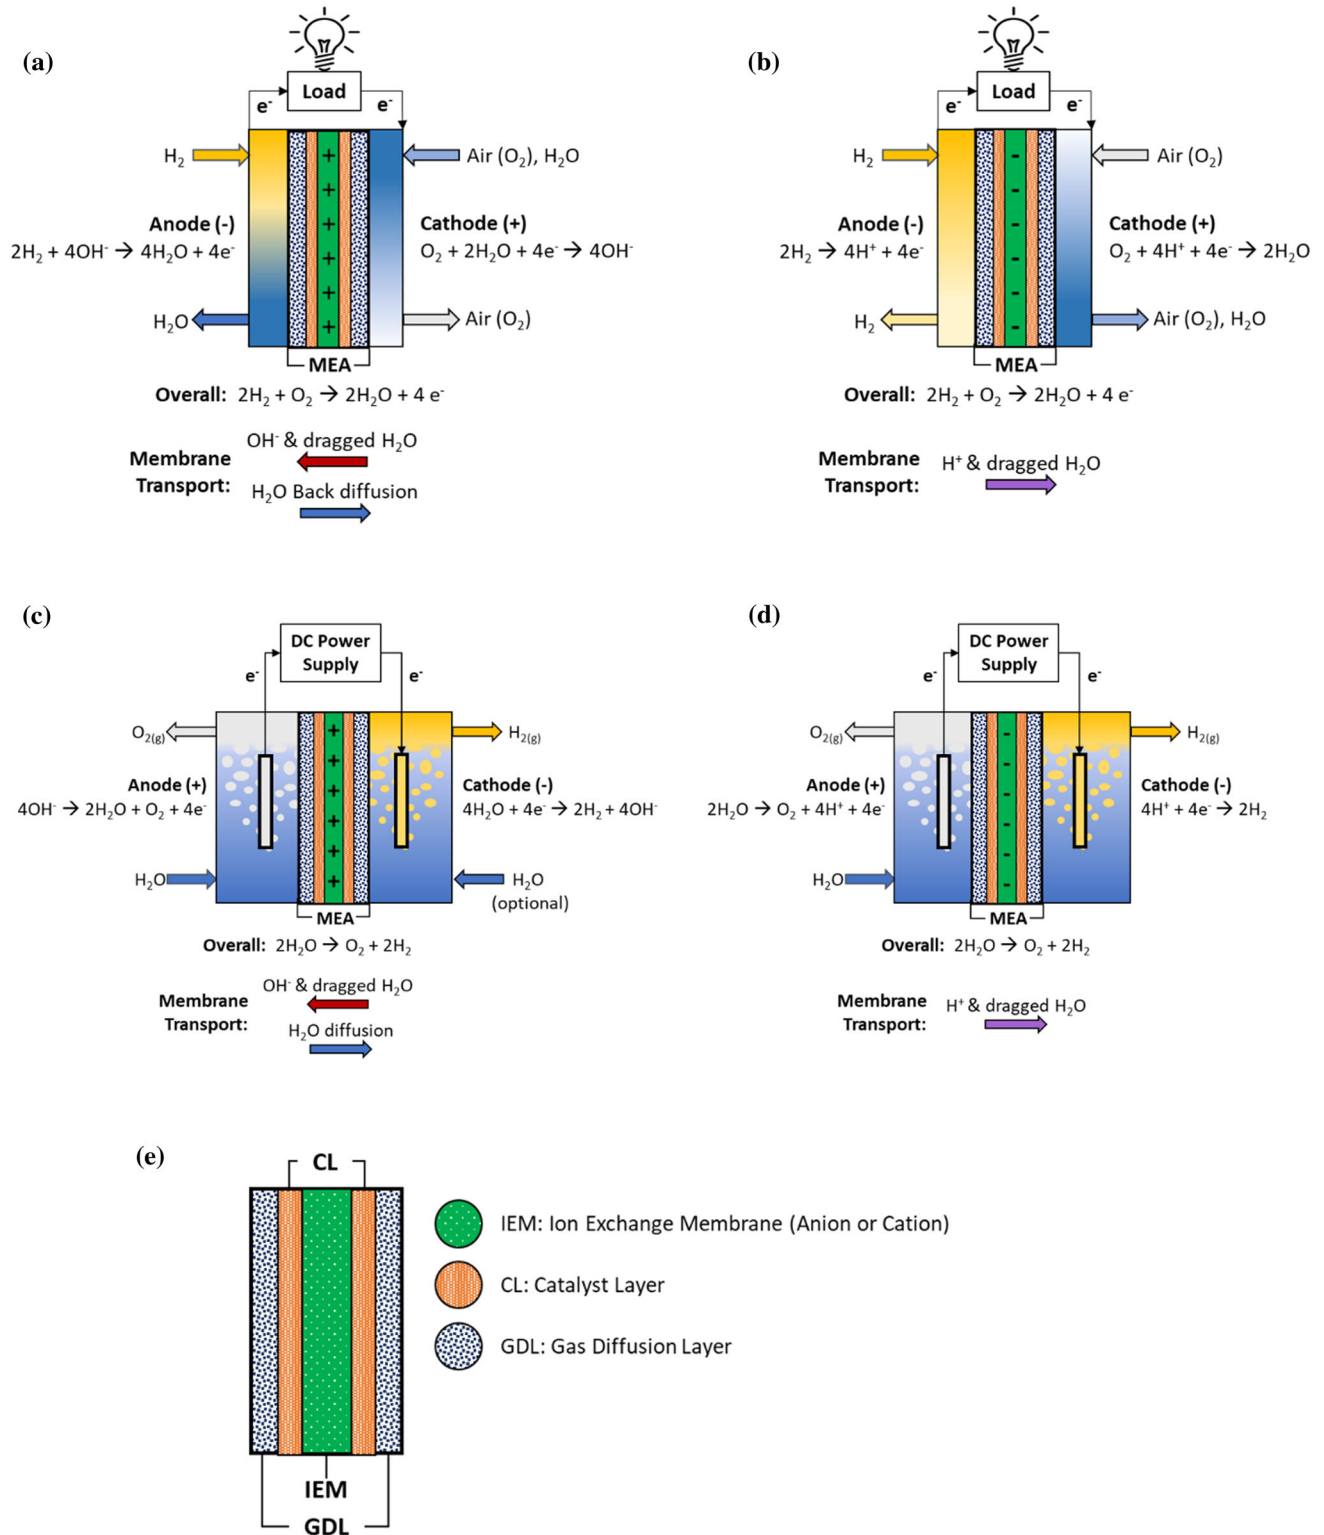 (a)
Load
e⁻ e⁻
H₂
Air (O₂), H₂O
Anode (-)
2H₂ + 4OH⁻ → 4H₂O + 4e⁻
Cathode (+)
O₂ + 2H₂O + 4e⁻ → 4OH⁻
+
+
+
+
+
+
H₂O
Air (O₂)
MEA
Overall: 2H₂ + O₂ → 2H₂O + 4 e⁻
Membrane
Transport:
OH⁻ & dragged H₂O
H₂O Back diffusion
(b)
Load
e⁻ e⁻
H₂
Air (O₂)
Anode (-)
2H₂ → 4H⁺ + 4e⁻
Cathode (+)
O₂ + 4H⁺ + 4e⁻ → 2H₂O
-
-
-
-
-
-
H₂
Air (O₂), H₂O
MEA
Overall: 2H₂ + O₂ → 2H₂O + 4 e⁻
Membrane
Transport:
H⁺ & dragged H₂O
(c)
DC Power
Supply
e⁻ e⁻
O₂(g)
H₂(g)
Anode (+)
4OH⁻ → 2H₂O + O₂ + 4e⁻
Cathode (-)
4H₂O + 4e⁻ → 2H₂ + 4OH⁻
+
+
+
+
+
+
H₂O
H₂O
(optional)
MEA
Overall: 2H₂O → O₂ + 2H₂
Membrane
Transport:
OH⁻ & dragged H₂O
H₂O diffusion
(d)
DC Power
Supply
e⁻ e⁻
O₂(g)
H₂(g)
Anode (+)
2H₂O → O₂ + 4H⁺ + 4e⁻
Cathode (-)
4H⁺ + 4e⁻ → 2H₂
-
-
-
-
-
-
H₂O
MEA
Overall: 2H₂O → O₂ + 2H₂
Membrane
Transport:
H⁺ & dragged H₂O
(e)
CL
IEM
GDL
IEM: Ion Exchange Membrane (Anion or Cation)
CL: Catalyst Layer
GDL: Gas Diffusion Layer